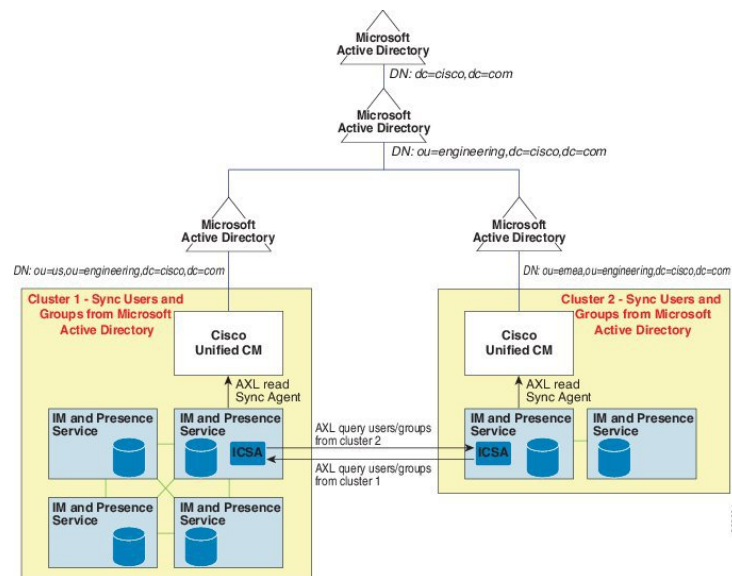 Microsoft
Active Directory
DN: dc=cisco,dc=com
Microsoft
Active Directory
DN: ou=engineering,dc=cisco,dc=com
Microsoft
Active Directory
DN: ou=us,ou=engineering,dc=cisco,dc=com
Microsoft
Active Directory
DN: ou=emea,ou=engineering,dc=cisco,dc=com
Cluster 1 - Sync Users and
Groups from Microsoft
Active Directory
Cisco
Unified CM
AXL read
Sync Agent
IM and Presence
Service
IM and Presence
Service
ICSA
IM and Presence
Service
IM and Presence
Service
AXL query users/groups
from cluster 2
AXL query users/groups
from cluster 1
Cluster 2 - Sync Users and
Groups from Microsoft
Active Directory
Cisco
Unified CM
AXL read
Sync Agent
IM and Presence
Service
ICSA
IM and Presence
Service